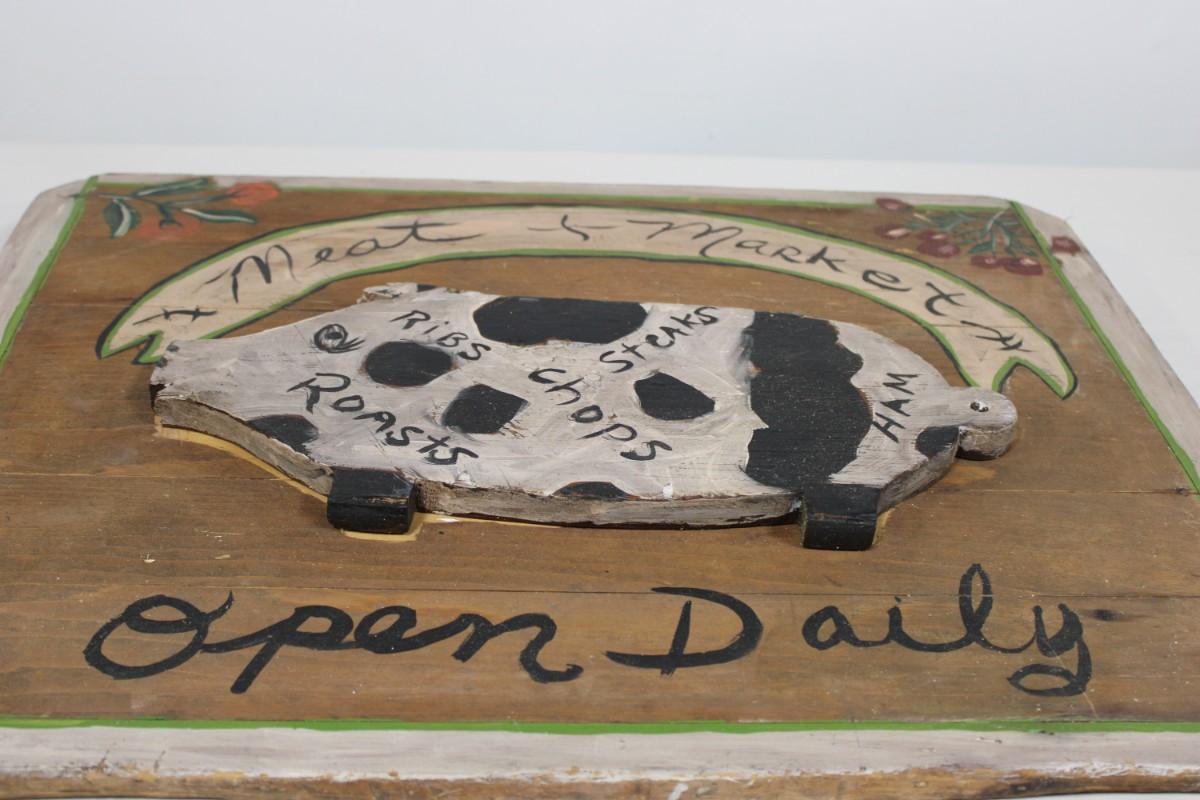 Meat Market
RiBS
Steaks
Chops
Roasts
HAM
Open Daily